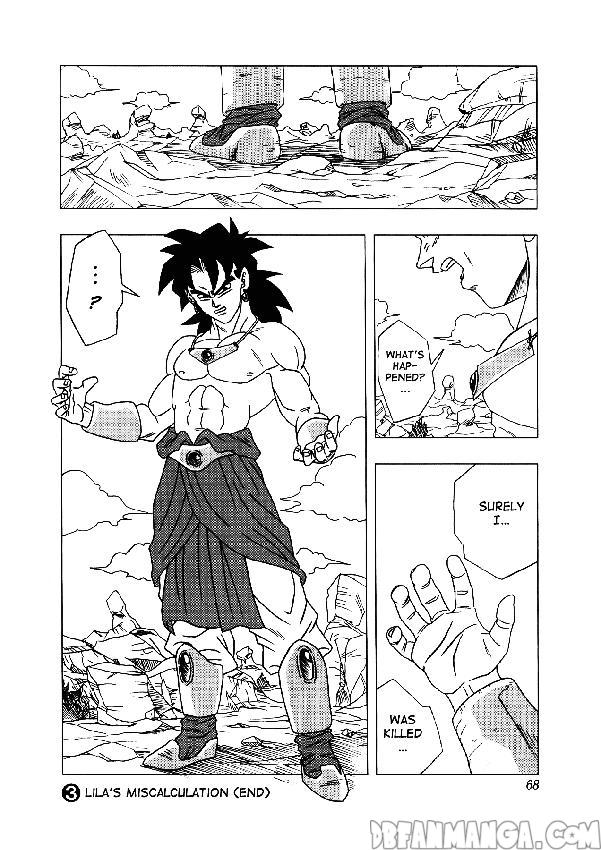 ...
?
WHAT'S
HAP-
PENED?
...
SURELY
I...
WAS
KILLED
...
3 LILA'S MISCALCULATION (END)
68
DBFANMANGA.COM